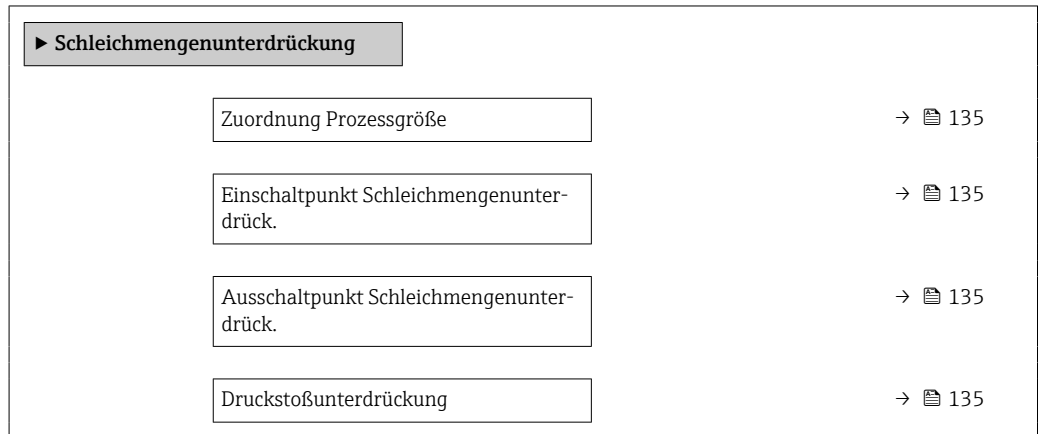 ▶ Schleichmengenunterdrückung
Zuordnung Prozessgröße → 135
Einschaltpunkt Schleichmengenunter-
drück. → 135
Ausschaltpunkt Schleichmengenunter-
drück. → 135
Druckstoßunterdrückung → 135